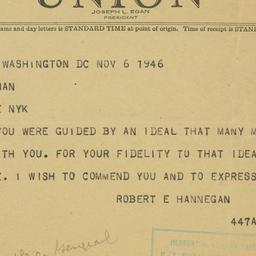 UNION
JOSEPH L. EGAN
PRESIDENT
ame and day letters is STANDARD TIME at point of origin. Time of receipt is STAND
WASHINGTON DC NOV 6 1946
MAN
NYK
YOU WERE GUIDED BY AN IDEAL THAT MANY M
TH YOU. FOR YOUR FIDELITY TO THAT IDEA
E. I WISH TO COMMEND YOU AND TO EXPRESS
ROBERT E HANNEGAN
447A
General